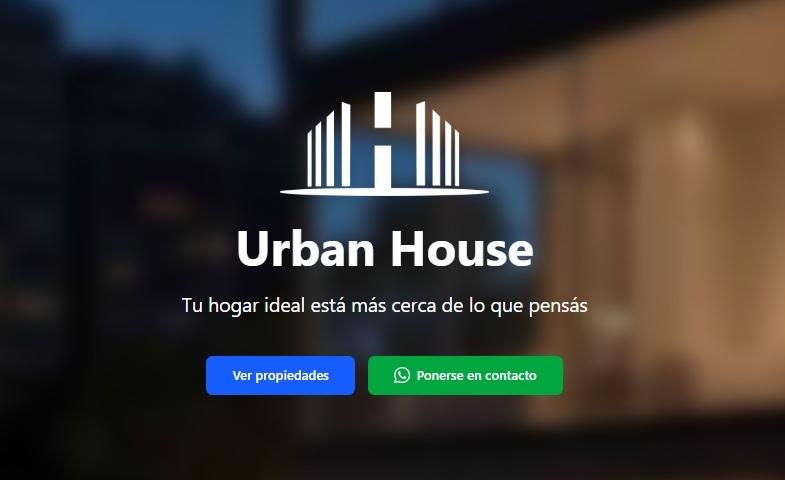 Urban House
Tu hogar ideal está más cerca de lo que pensás
Ver propiedades
Ponerse en contacto